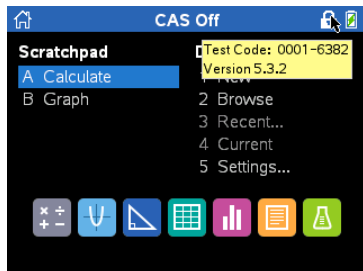 CAS Off
Scratchpad
A Calculate
B Graph
Test Code: 0001-6382
Version 5.3.2
2 Browse
3 Recent...
4 Current
5 Settings...